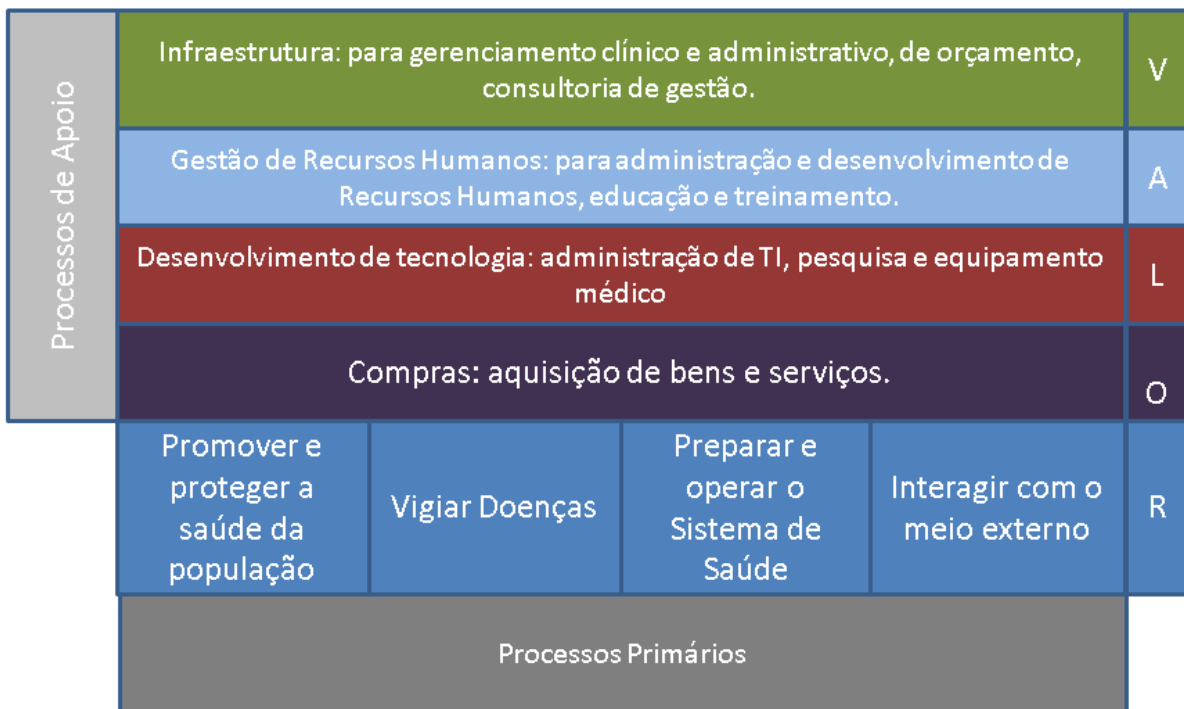 Processos de Apoio
Infraestrutura: para gerenciamento clínico e administrativo, de orçamento,
consultoria de gestão.
V
Gestão de Recursos Humanos: para administração e desenvolvimento de
Recursos Humanos, educação e treinamento.
A
Desenvolvimento de tecnologia: administração de TI, pesquisa e equipamento
médico
L
Compras: aquisição de bens e serviços.
O
Promover e
proteger a
saúde da
população
Vigiar Doenças
Preparar e
operar o
Sistema de
Saúde
Interagir com o
meio externo
R
Processos Primários